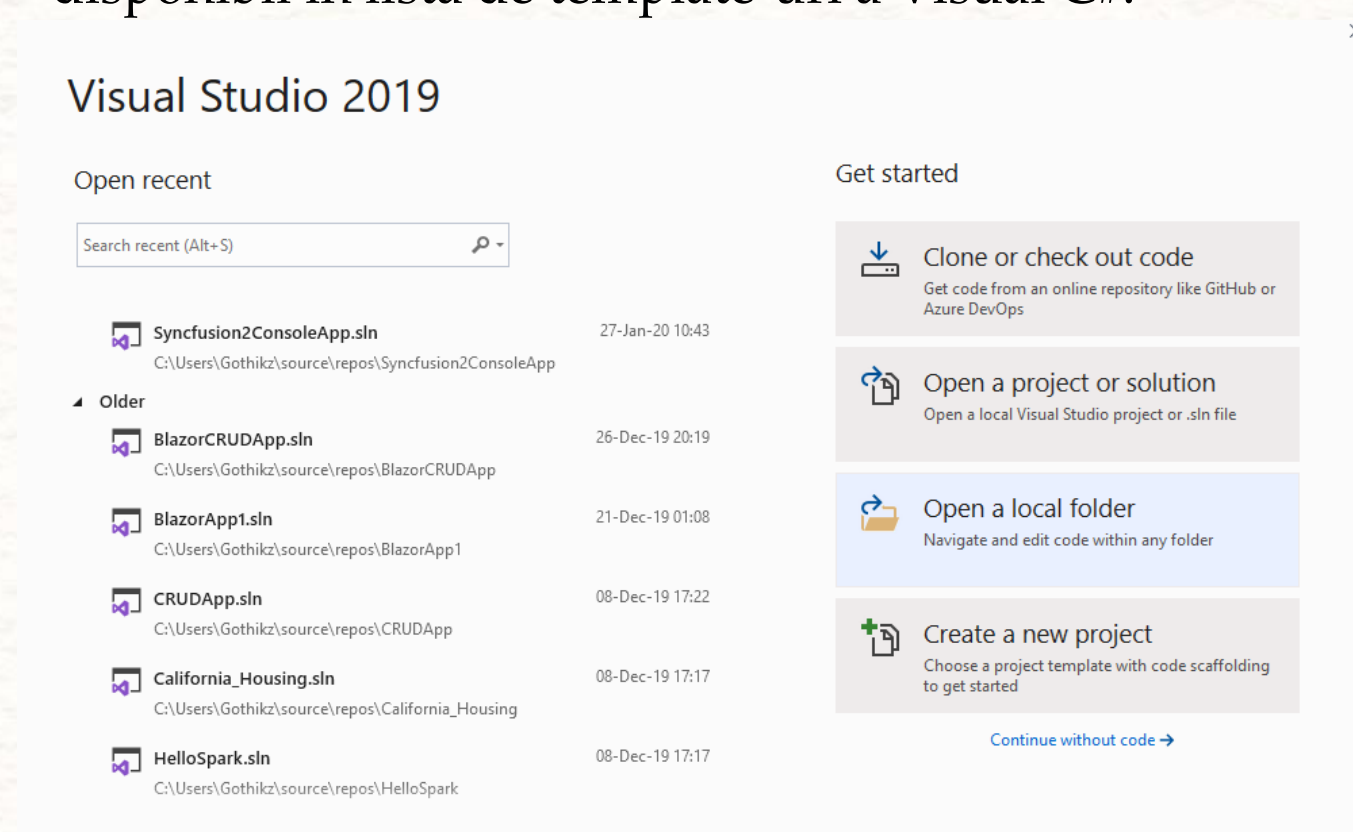 disponibil în lista de template-uri a Visual C#.
Visual Studio 2019
Open recent
Search recent (Alt+S)
Syncfusion2ConsoleApp.sln 27-Jan-20 10:43
C:\Users\Gothikz\source\repos\Syncfusion2ConsoleApp
Older
BlazorCRUDApp.sln 26-Dec-19 20:19
C:\Users\Gothikz\source\repos\BlazorCRUDApp
BlazorApp1.sln 21-Dec-19 01:08
C:\Users\Gothikz\source\repos\BlazorApp1
CRUDApp.sln 08-Dec-19 17:22
C:\Users\Gothikz\source\repos\CRUDApp
California_Housing.sln 08-Dec-19 17:17
C:\Users\Gothikz\source\repos\California_Housing
HelloSpark.sln 08-Dec-19 17:17
C:\Users\Gothikz\source\repos\HelloSpark
Get started
Clone or check out code
Get code from an online repository like GitHub or
Azure DevOps
Open a project or solution
Open a local Visual Studio project or .sln file
Open a local folder
Navigate and edit code within any folder
Create a new project
Choose a project template with code scaffolding
to get started
Continue without code →